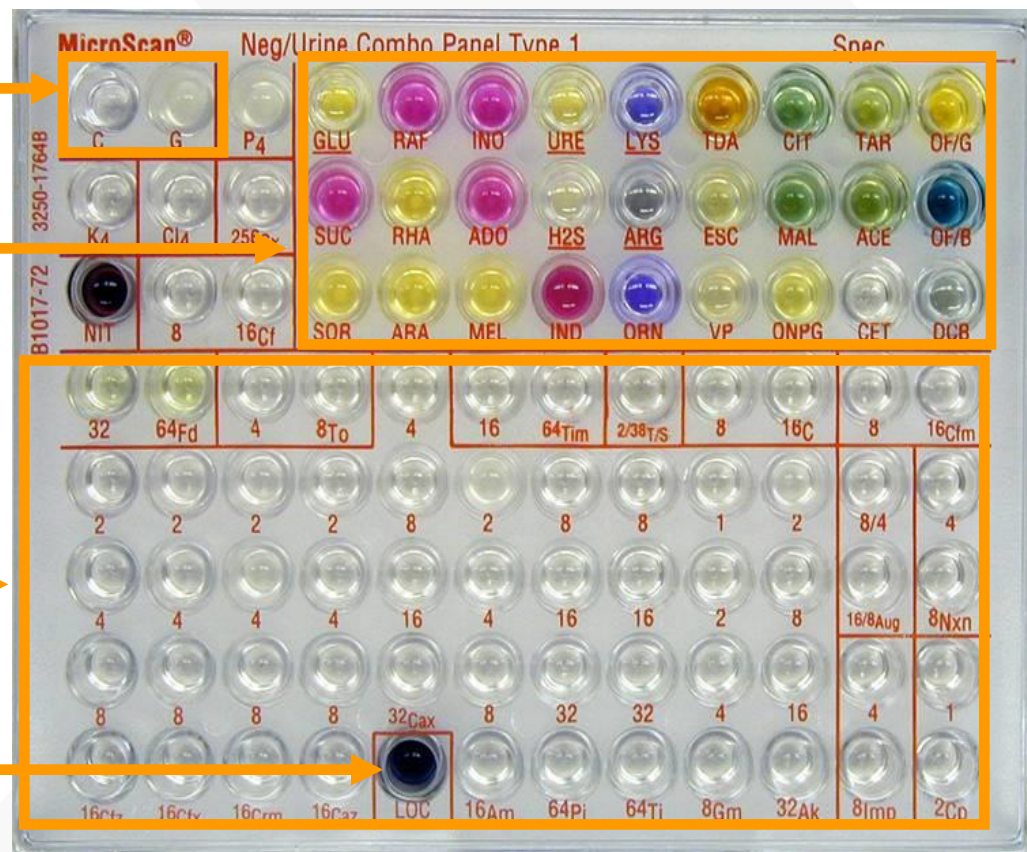 MicroScan® Neg/Urine Combo Panel Type 1 Spec
C G P4 GLU RAF INO URE LYS TDA CIT TAR OF/G
3250-1764B
K4 Cl4 SUC RHA ADO H2S ARG ESC MAL ACE OF/B
B1017-72
NIT 8 16Cf SOR ARA MEL IND ORN VP ONPG CET DCB
32 64Fd 4 8To 4 16 64Tim 2/38T/S 8 16C 8 16Cfm
2 2 2 2 8 2 8 8 1 2 8/4 4
4 4 4 4 16 4 16 16 2 8 16/8Aug 8Nxn
8 8 8 8 32Cax 8 32 32 4 16 4 1
16Cfz 16Cfx 16Crm 16Caz LOC 16Am 64Pi 64Ti 8Gm 32Ak 8Imp 2Cp